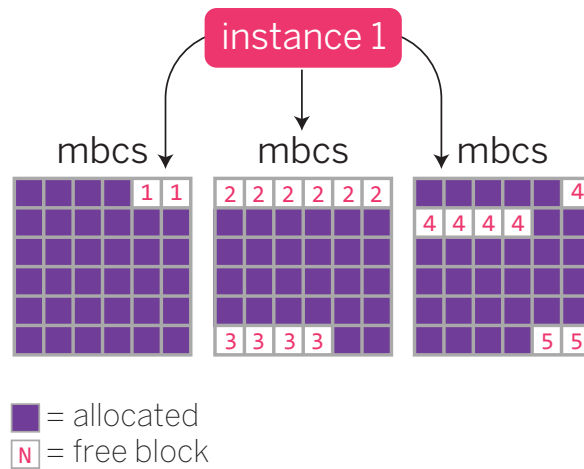 instance 1
mbcs mbcs mbcs
1 1 2 2 2 2 2 2 4
4 4 4 4
3 3 3 3 5 5
= allocated
N = free block